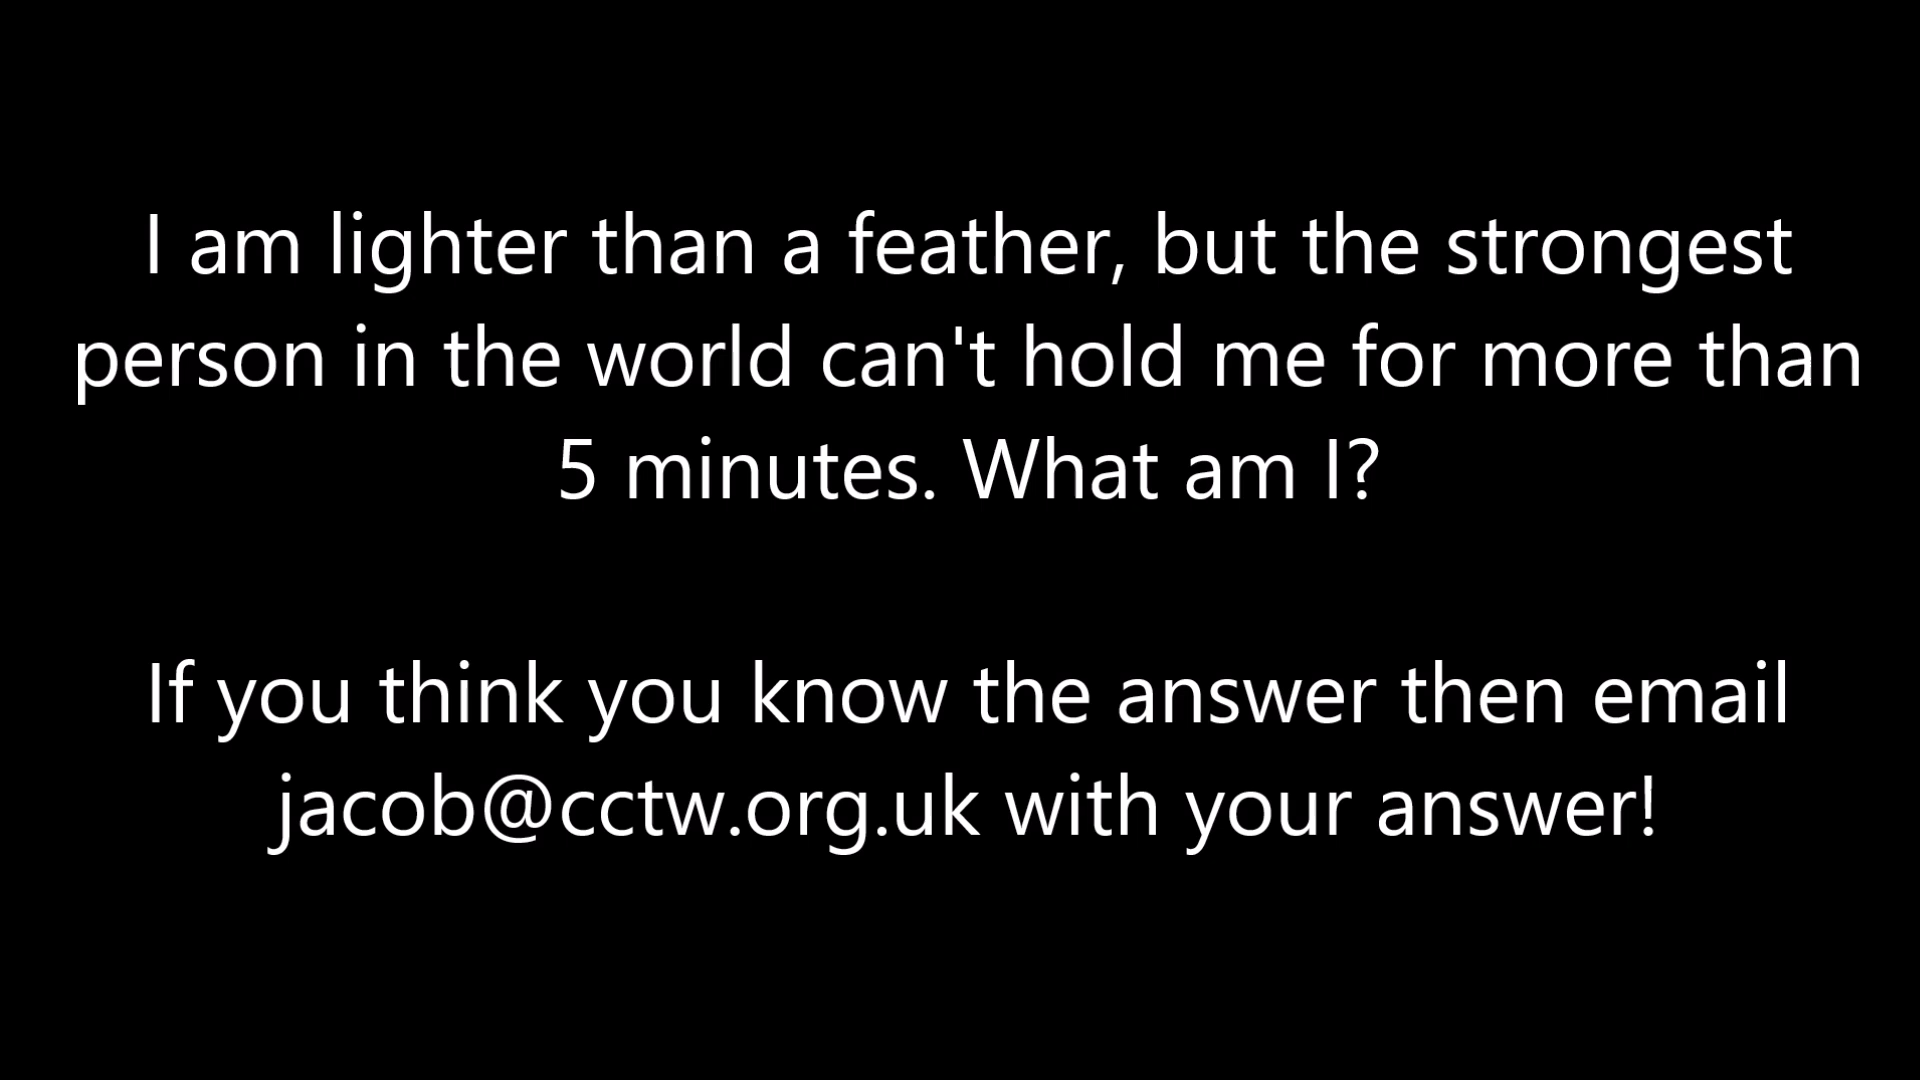 I am lighter than a feather, but the strongest
person in the world can't hold me for more than
5 minutes. What am I?
If you think you know the answer then email
jacob@cctw.org.uk with your answer!